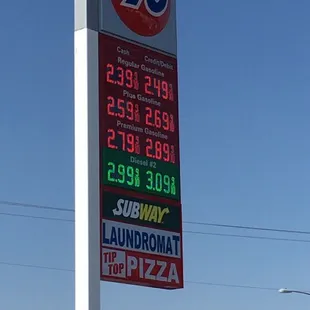 Cash Credit/Debit
Regular Gasoline
2.39 2.49
Plus Gasoline
2.59 2.69
Premium Gasoline
2.79 2.89
Diesel #2
2.99 3.09
SUBWAY
LAUNDROMAT
TIP TOP PIZZA